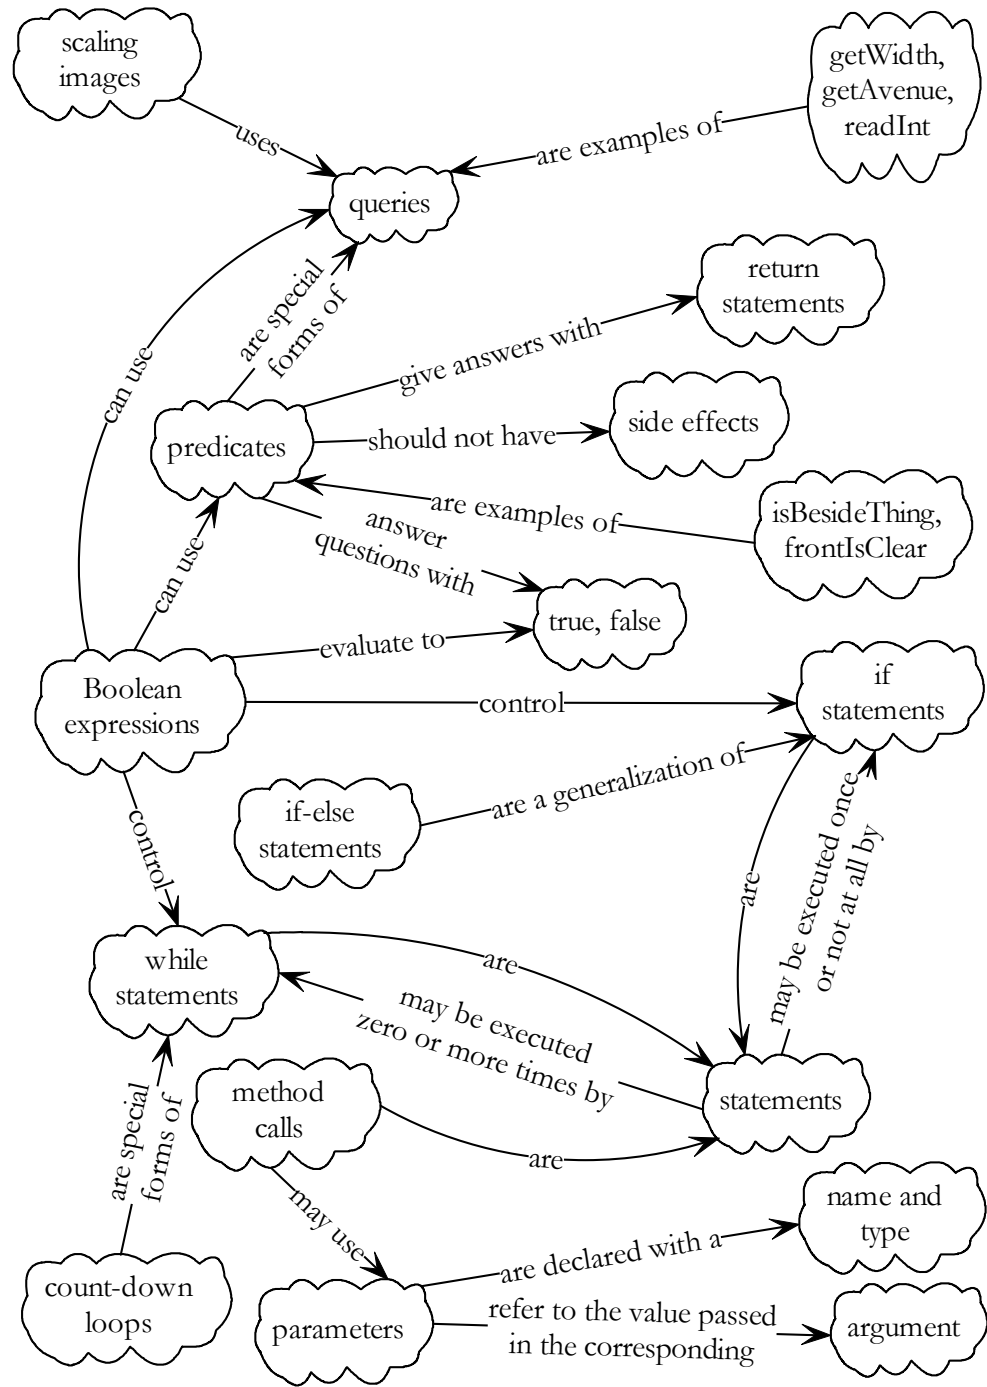 scaling
images
getWidth,
getAvenue,
readInt
uses
are examples of
queries
are special
forms of
return
statements
can use
give answers with
predicates
should not have
side effects
are examples of
isBesideThing,
frontIsClear
answer
questions with
can use
true, false
evaluate to
Boolean
expressions
control
if
statements
are a generalization of
if-else
statements
control
are
may be executed once
or not at all by
while
statements
are
may be executed
zero or more times by
method
calls
statements
are
are special
forms of
may use
name and
type
are declared with a
count-down
loops
parameters
refer to the value passed
in the corresponding
argument